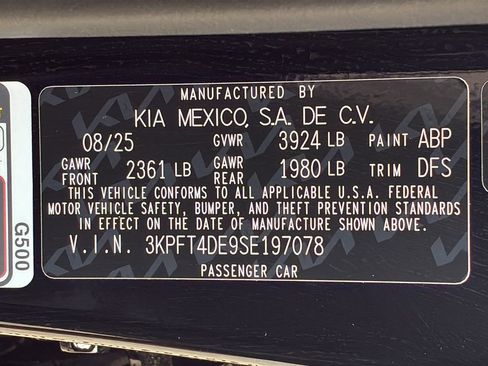 MANUFACTURED BY
KIA MEXICO, S.A. DE C.V.
08/25 GVWR 3924 LB PAINT ABP
GAWR FRONT 2361 LB GAWR REAR 1980 LB TRIM DFS
THIS VEHICLE CONFORMS TO ALL APPLICABLE U.S.A. FEDERAL
MOTOR VEHICLE SAFETY, BUMPER, AND THEFT PREVENTION STANDARDS
IN EFFECT ON THE DATE OF MANUFACTURE SHOWN ABOVE.
V.I.N. 3KPFT4DE9SE197078
PASSENGER CAR
G500